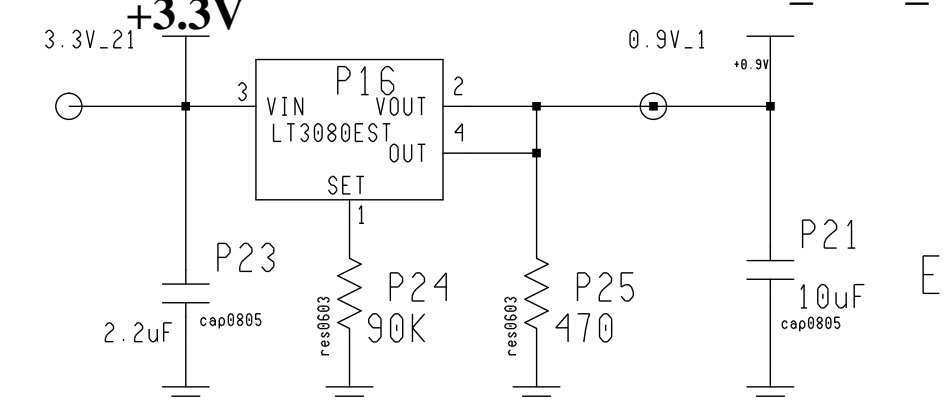 +3.3V
3.3V_21
0.9V_1
+0.9V
P16
3
VIN
VOUT
2
LT3080EST
4
OUT
SET
1
P23
2.2uF
cap0805
P24
90K
res0603
P25
470
res0603
P21
10uF
cap0805
E